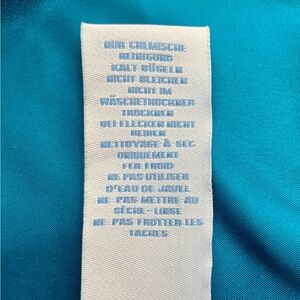 NUR CHEMISCHE
REINIGUNG
KALT BÜGELN
NICHT BLEICHEN
NICHT IM
WÄSCHETROCKNER
TROCKNEN
BEI FLECKEN NICHT
REIBEN
NETTOYAGE À SEC
UNIQUEMENT
FER FROID
NE PAS UTILISER
D'EAU DE JAVEL
NE PAS METTRE AU
SÈCHE-LINGE
NE PAS FROTTER LES
TACHES